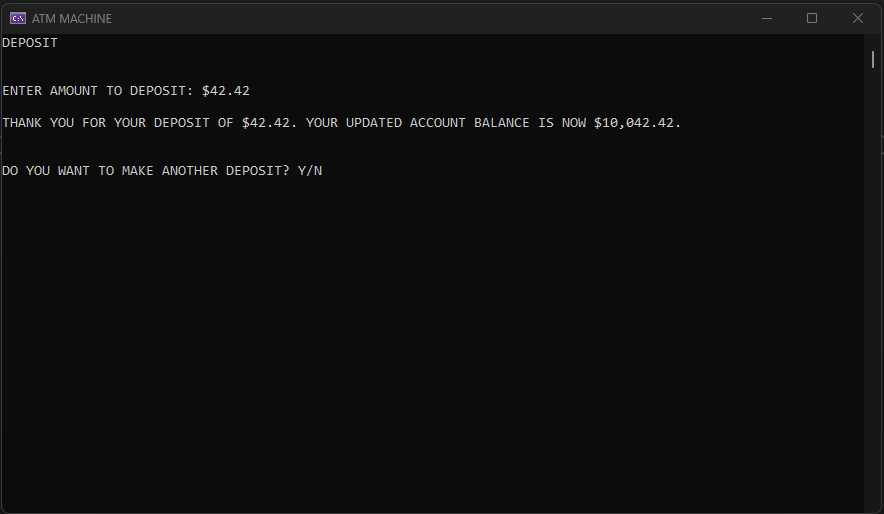 ATM MACHINE
DEPOSIT
ENTER AMOUNT TO DEPOSIT: $42.42
THANK YOU FOR YOUR DEPOSIT OF $42.42. YOUR UPDATED ACCOUNT BALANCE IS NOW $10,042.42.
DO YOU WANT TO MAKE ANOTHER DEPOSIT? Y/N